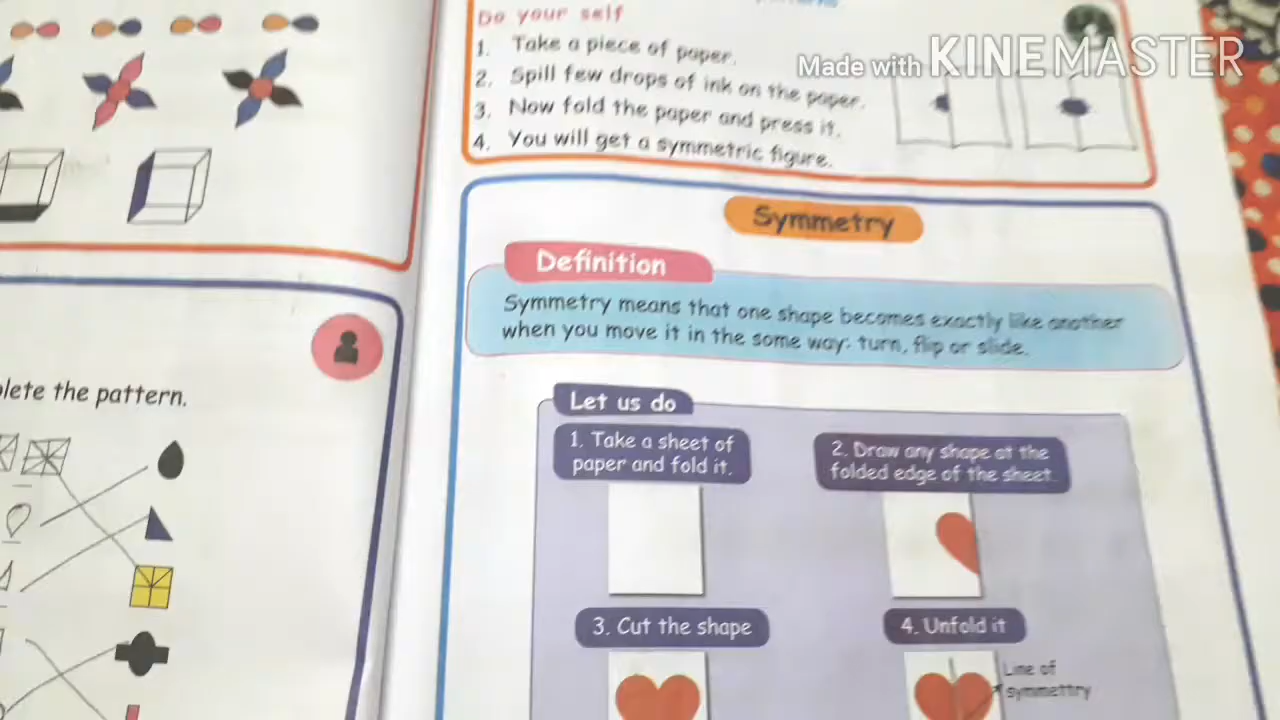 Do your self
1. Take a piece of paper.
2. Spill few drops of ink on the paper.
3. Now fold the paper and press it.
4. You will get a symmetric figure.
Made with KINEMASTER
Symmetry
Definition
Symmetry means that one shape becomes exactly like another
when you move it in the some way: turn, flip or slide.
Let us do
1. Take a sheet of
paper and fold it.
2. Draw any shape at the
folded edge of the sheet.
3. Cut the shape
4. Unfold it
Line of
symmettry
plete the pattern.